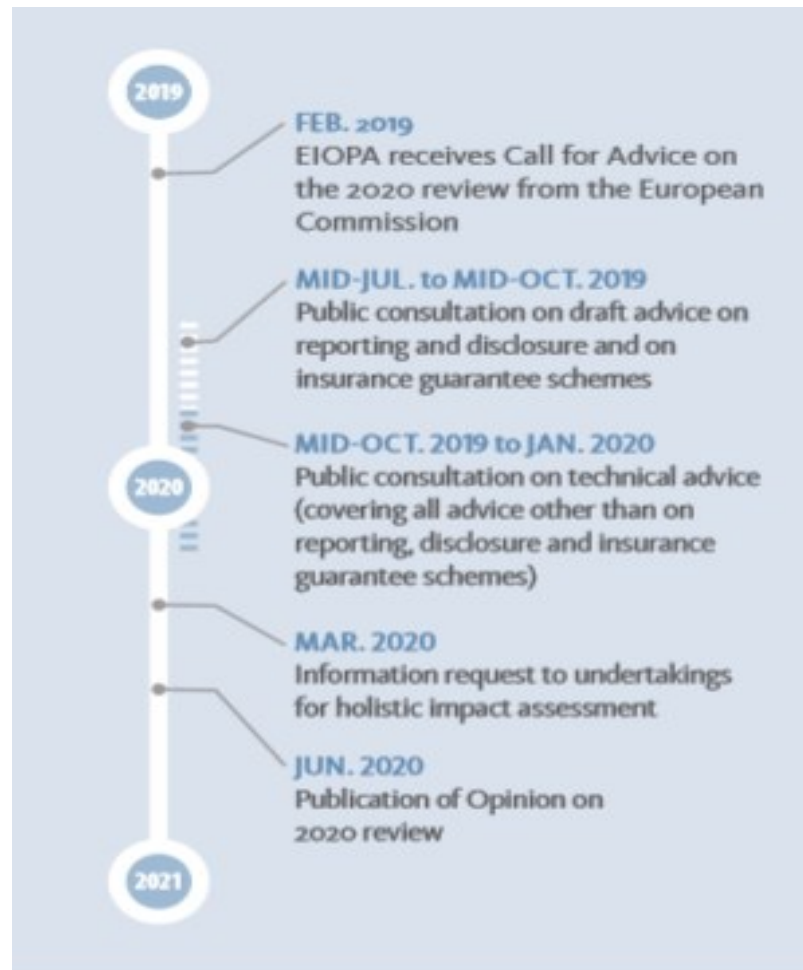 2019
FEB. 2019
EIOPA receives Call for Advice on
the 2020 review from the European
Commission
MID-JUL. to MID-OCT. 2019
Public consultation on draft advice on
reporting and disclosure and on
insurance guarantee schemes
MID-OCT. 2019 to JAN. 2020
2020
Public consultation on technical advice
(covering all advice other than on
reporting, disclosure and insurance
guarantee schemes)
MAR. 2020
Information request to undertakings
for holistic impact assessment
JUN. 2020
Publication of Opinion on
2020 review
2021